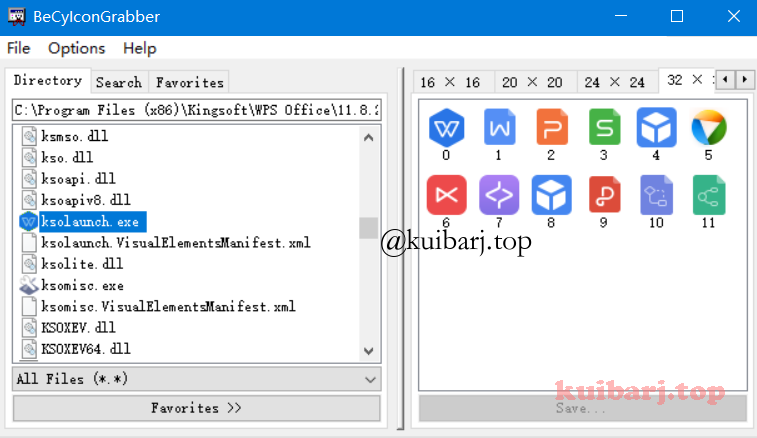 BeCyIconGrabber
File Options Help
Directory Search Favorites
16 × 16 20 × 20 24 × 24 32 ×
C:\Program Files (x86)\Kingsoft\WPS Office\11.8.2
ksmso.dll
kso.dll
ksoapi.dll
ksoapiv8.dll
ksolaunch.exe
ksolaunch.VisualElementsManifest.xml
ksolite.dll
ksomisc.exe
ksomisc.VisualElementsManifest.xml
KSOXEV.dll
KSOXEV64.dll
All Files (*.*)
Favorites >>
W W P S
0 1 2 3 4 5
P
6 7 8 9 10 11
@kuibarj.top
kuibarj.top
Save...